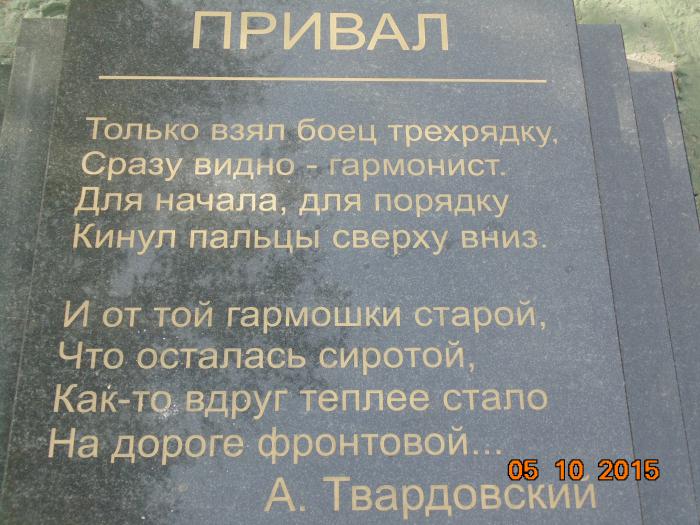 ПРИВАЛ
Только взял боец трехрядку,
Сразу видно - гармонист.
Для начала, для порядку
Кинул пальцы сверху вниз.
И от той гармошки старой,
Что осталась сиротой,
Как-то вдруг теплее стало
На дороге фронтовой...
А. Твардовский
05 10 2015